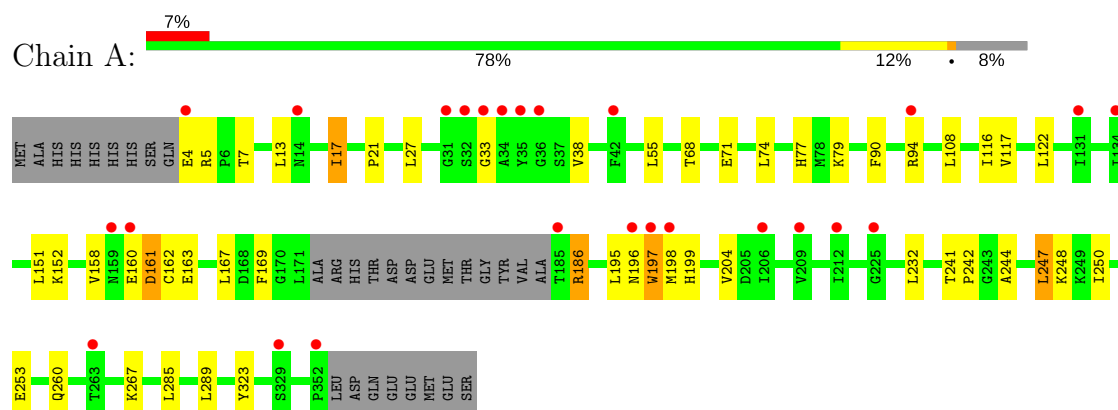 7%
Chain A:
78% 12% • 8%
MET ALA HIS HIS HIS HIS HIS HIS SER GLN E4 R5 P6 T7 L13 N14 I17 P21 L27 G31 S32 G33 A34 Y35 G36 S37 V38 F42 L55 T68 E71 L74 H77 M78 K79 F90 R94 L108 I116 V117 L122 I131 I134
L151 K152 V158 N159 E160 D161 C162 E163 L167 D168 F169 G170 L171 ALA ARG HIS THR ASP ASP GLU MET THR GLY TYR VAL ALA T185 R186 L195 N196 W197 M198 H199 V204 D205 I206 V209 I212 G225 L232 T241 P242 G243 A244 L247 K248 K249 I250
E253 Q260 T263 K267 L285 L289 Y323 S329 P352 LEU ASP GLN GLU GLU MET GLU SER